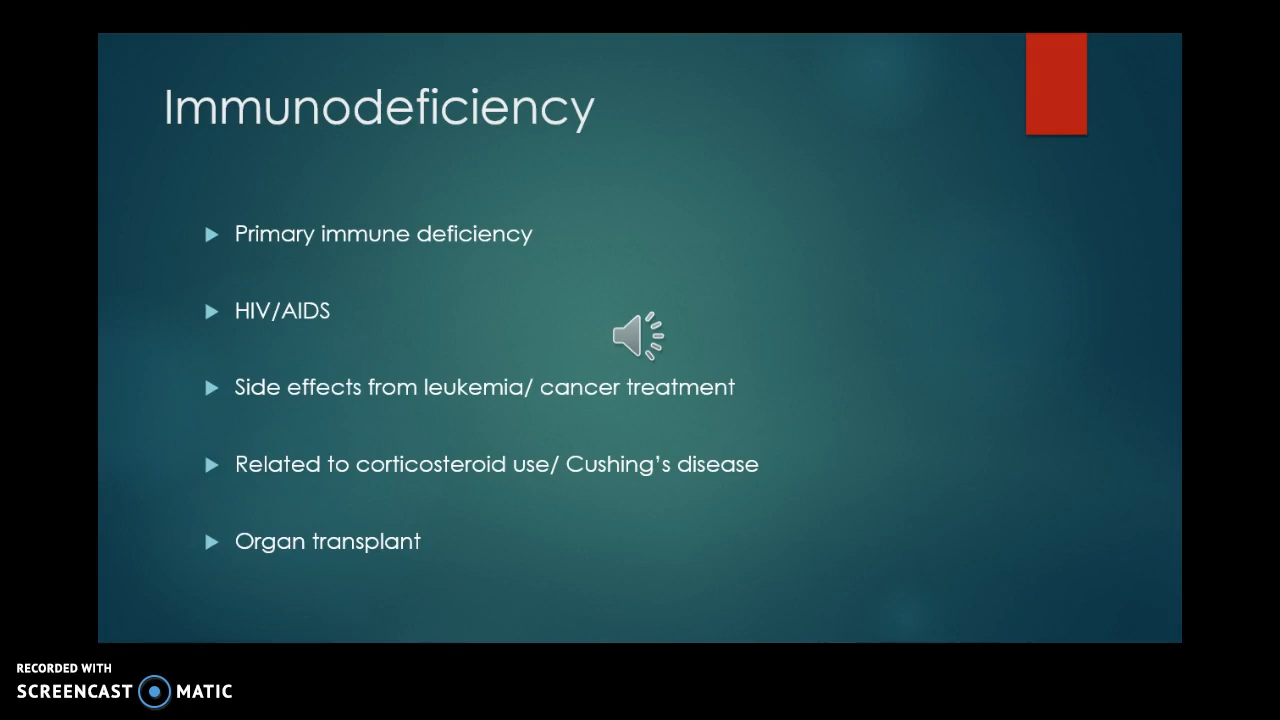 Immunodeficiency
Primary immune deficiency
HIV/AIDS
Side effects from leukemia/ cancer treatment
Related to corticosteroid use/ Cushing's disease
Organ transplant
RECORDED WITH
SCREENCAST MATIC